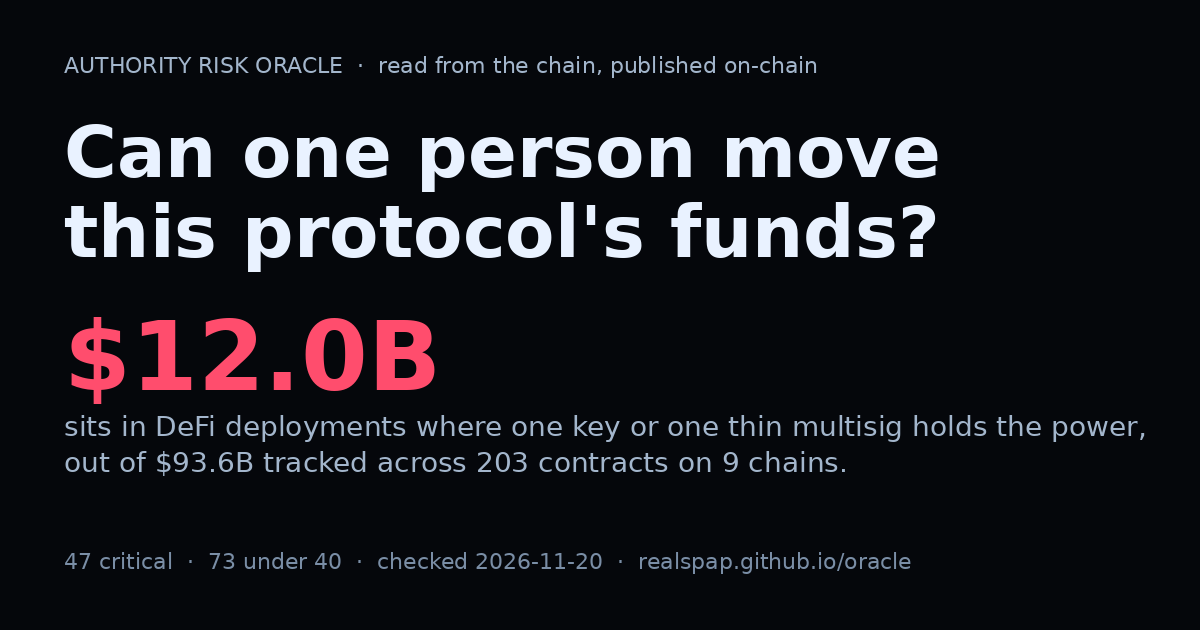 AUTHORITY RISK ORACLE · read from the chain, published on-chain
Can one person move
this protocol's funds?
$12.0B
sits in DeFi deployments where one key or one thin multisig holds the power,
out of $93.6B tracked across 203 contracts on 9 chains.
47 critical · 73 under 40 · checked 2026-11-20 · realspap.github.io/oracle